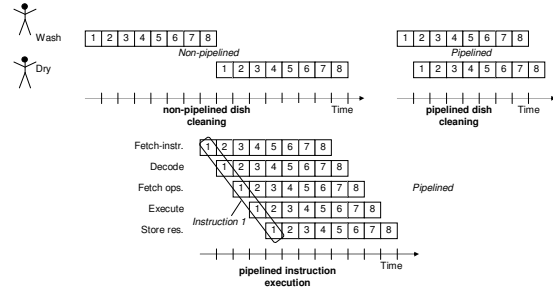 Wash
1 2 3 4 5 6 7 8
Non-pipelined
Dry
1 2 3 4 5 6 7 8
Time
non-pipelined dish
cleaning
1 2 3 4 5 6 7 8
Pipelined
1 2 3 4 5 6 7 8
Time
pipelined dish
cleaning
Fetch-instr. 1 2 3 4 5 6 7 8
Decode 1 2 3 4 5 6 7 8
Fetch ops. 1 2 3 4 5 6 7 8
Pipelined
Execute 1 2 3 4 5 6 7 8
Instruction 1
Store res. 1 2 3 4 5 6 7 8
Time
pipelined instruction
execution